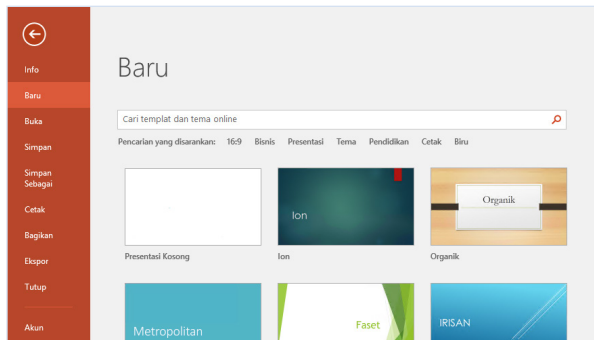 Info
Baru
Buka
Simpan
Simpan
Sebagai
Cetak
Bagikan
Ekspor
Tutup
Akun
Baru
Cari templat dan tema online
Pencarian yang disarankan: 16:9 Bisnis Presentasi Tema Pendidikan Cetak Biru
Presentasi Kosong
Ion
Ion
Organik
Organik
Metropolitan
Faset
IRISAN